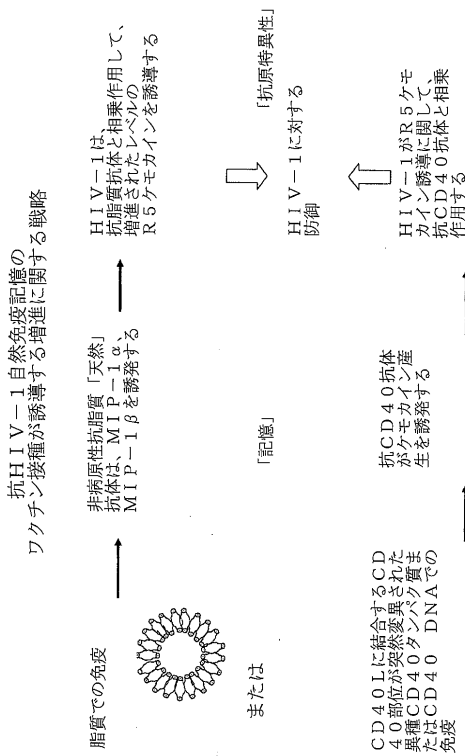 抗HIV－1自然免疫記憶の
ワクチン接種が誘導する増進に関する戦略
脂質での免疫
非病原性抗脂質「天然」
抗体は、MIP－1α、
MIP－1βを誘発する
HIV－1は、
抗脂質抗体と相乗作用して、
増進されたレベルの
R5ケモカインを誘導する
または
「記憶」
HIV－1に対する
防御
「抗原特異性」
CD40Lに結合するCD
40部位が突然変異された
異種CD40タンパク質ま
たはCD40 DNAでの
免疫
抗CD40抗体
がケモカイン産
生を誘発する
HIV－1がR5ケモ
カイン誘導に関して、
抗CD40抗体と相乗
作用する